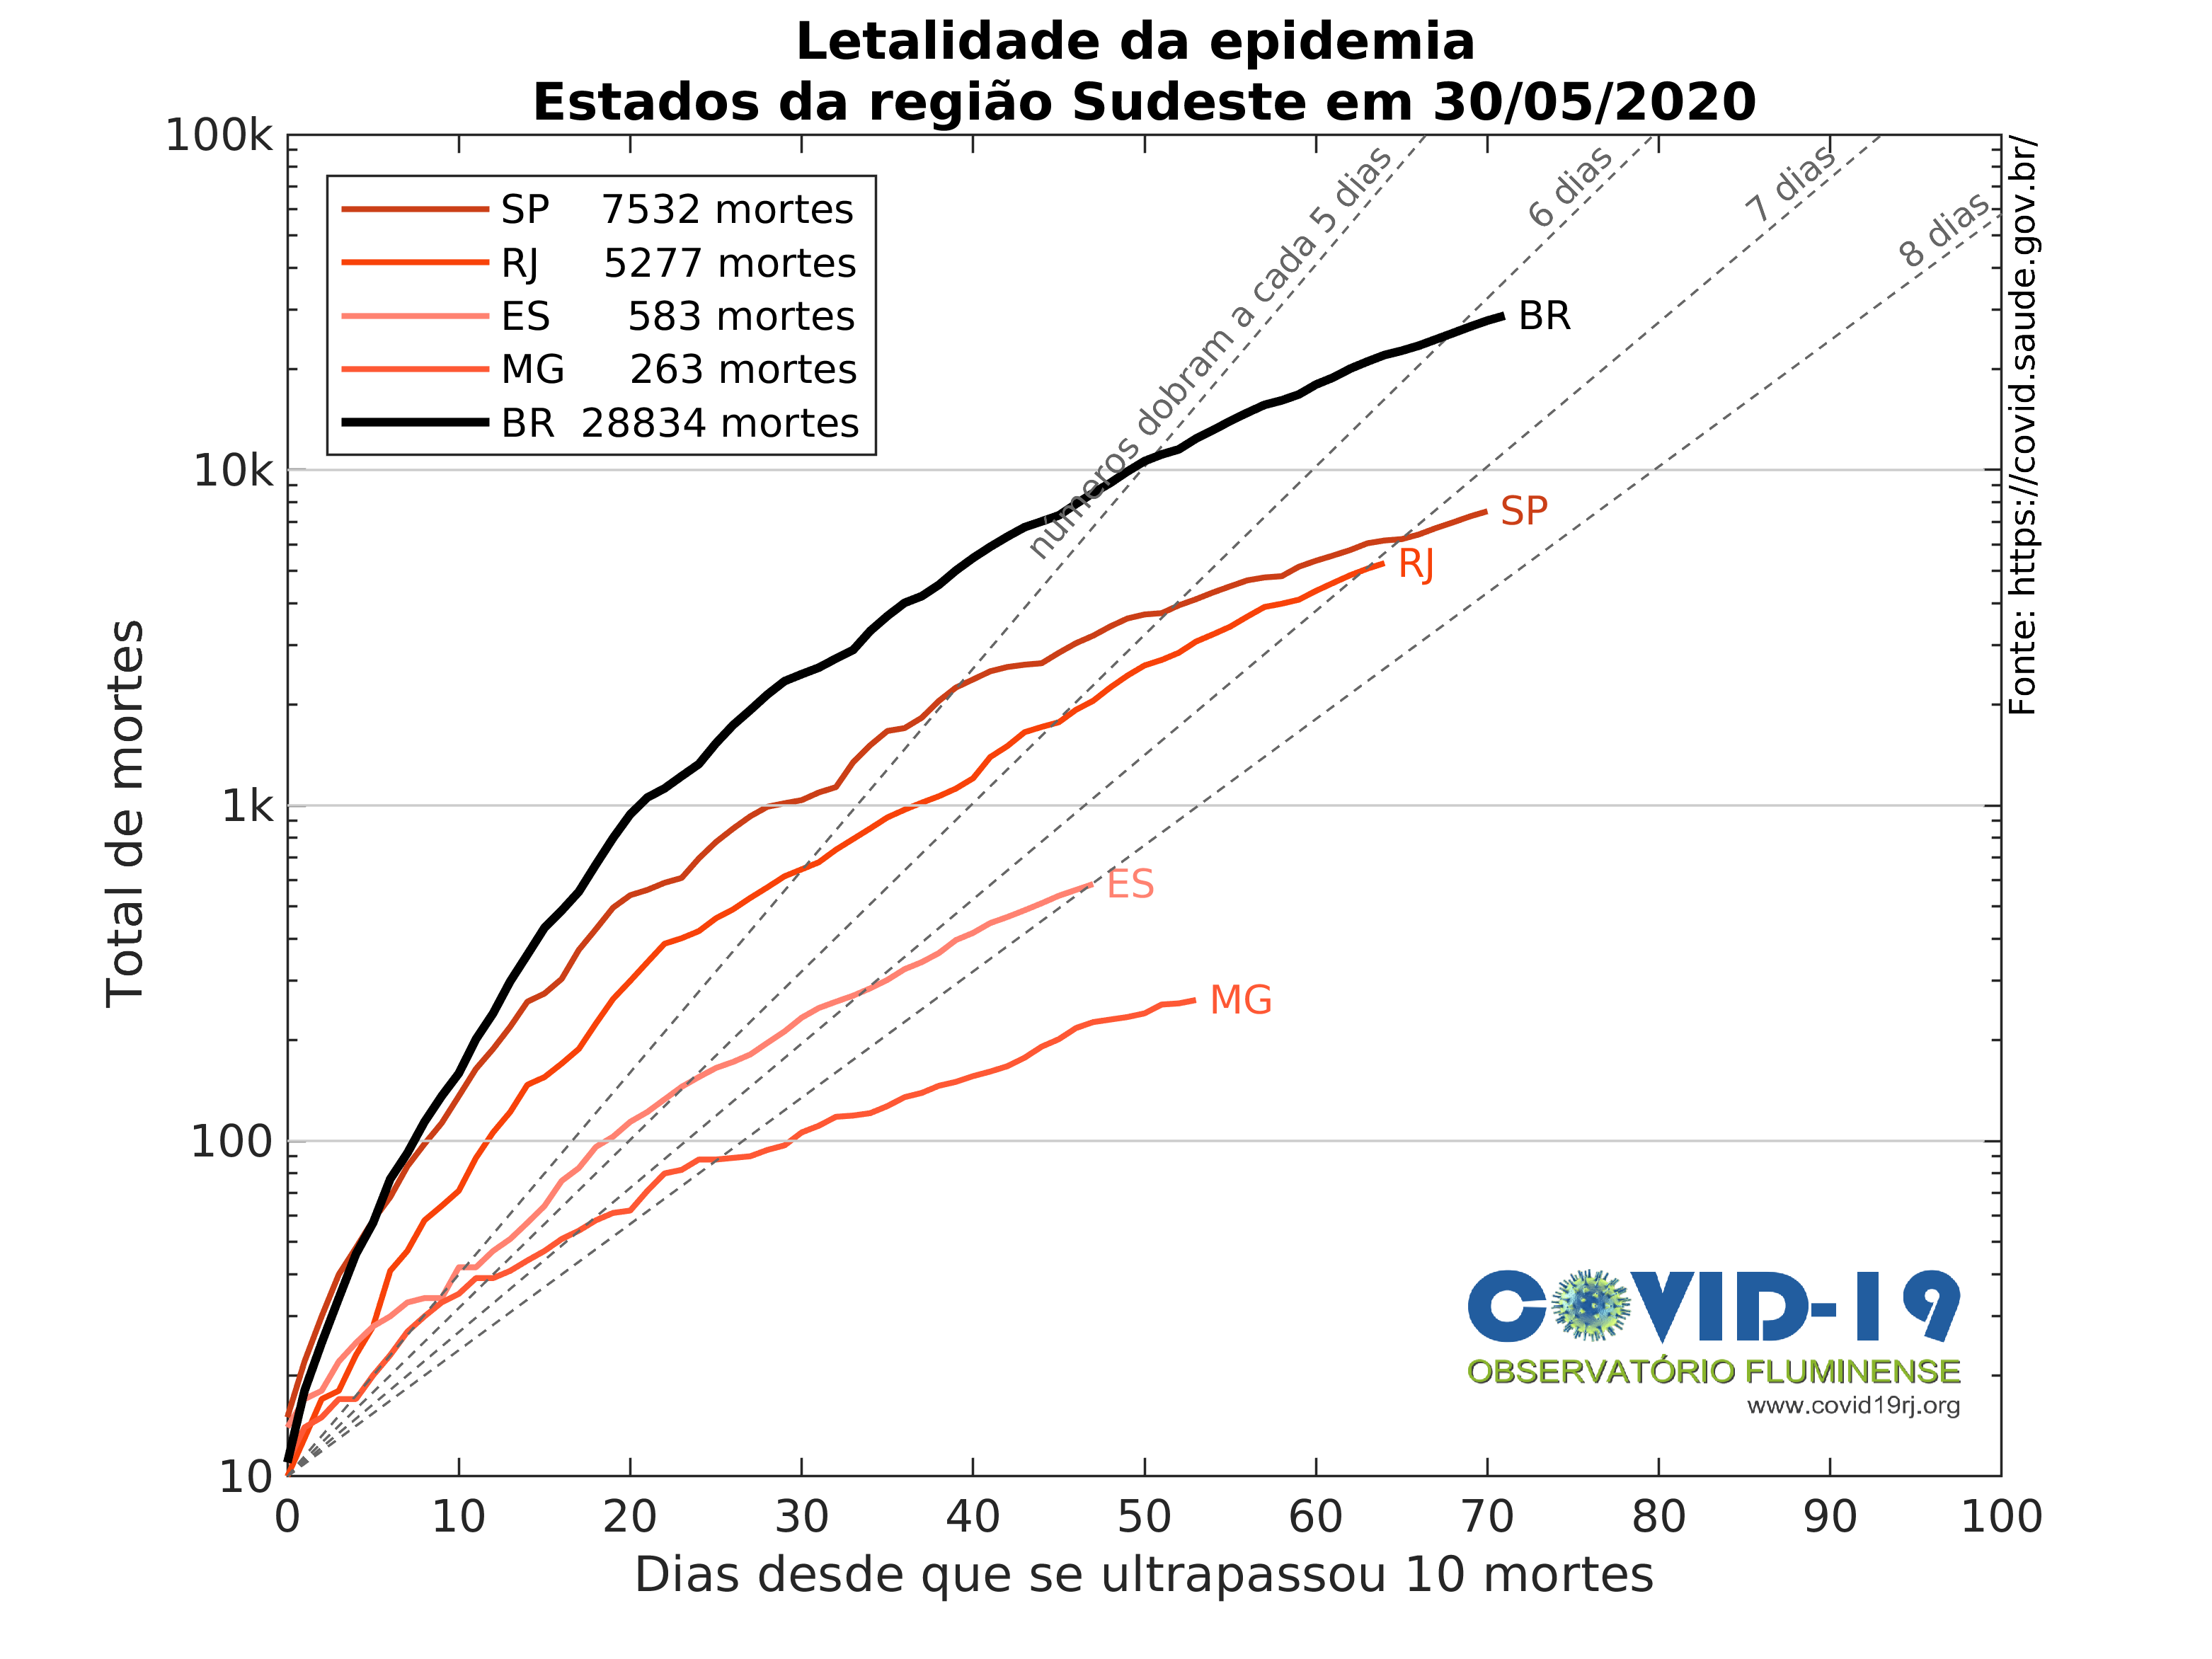 Letalidade da epidemia
Estados da região Sudeste em 30/05/2020
100k
10k
1k
100
10
Total de mortes
SP 7532 mortes
RJ 5277 mortes
ES 583 mortes
MG 263 mortes
BR 28834 mortes
numeros dobram a cada 5 dias
6 dias
7 dias
8 dias
BR
SP
RJ
ES
MG
Fonte: https://covid.saude.gov.br/
COVID-19
OBSERVATÓRIO FLUMINENSE
www.covid19rj.org
0 10 20 30 40 50 60 70 80 90 100
Dias desde que se ultrapassou 10 mortes